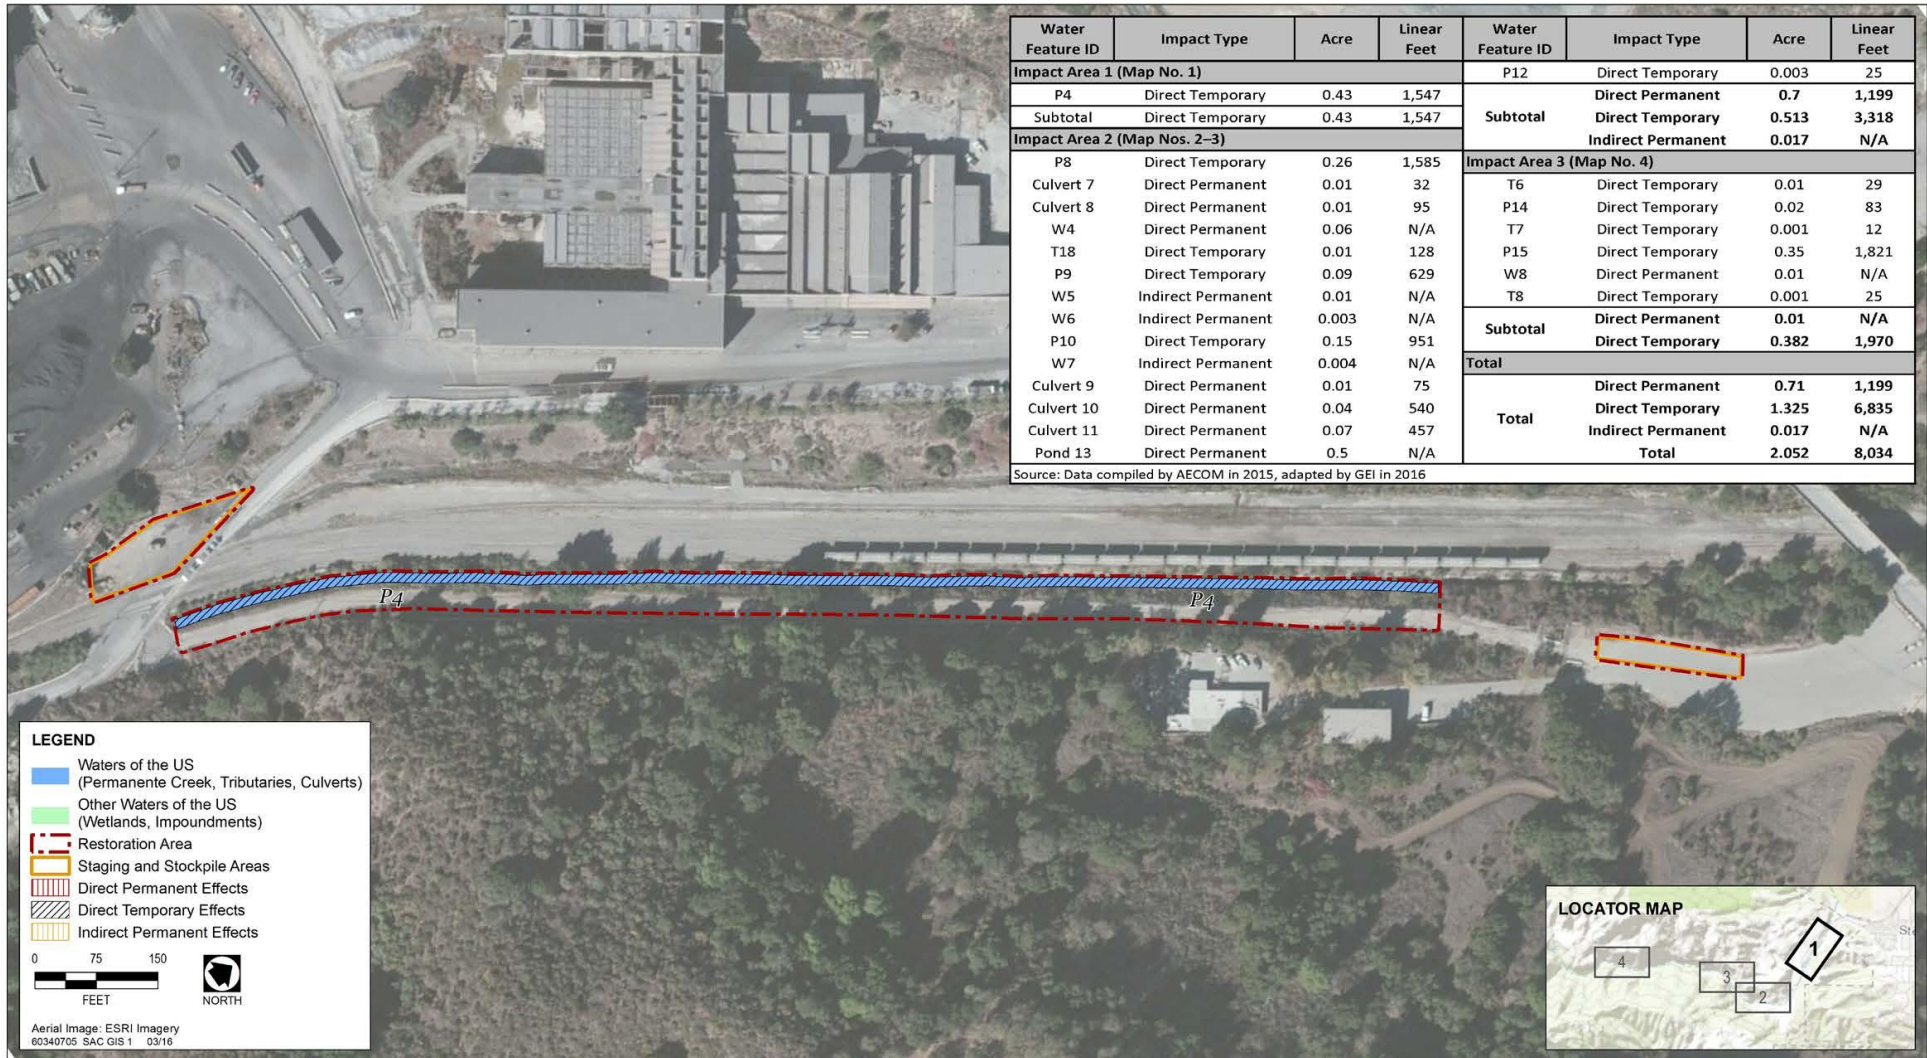 Water Feature ID Impact Type Acre Linear Feet
Impact Area 1 (Map No. 1)
P4 Direct Temporary 0.43 1,547
Subtotal Direct Temporary 0.43 1,547
Impact Area 2 (Map Nos. 2–3)
P8 Direct Temporary 0.26 1,585
Culvert 7 Direct Permanent 0.01 32
Culvert 8 Direct Permanent 0.01 95
W4 Direct Permanent 0.06 N/A
T18 Direct Temporary 0.01 128
P9 Direct Temporary 0.09 629
W5 Indirect Permanent 0.01 N/A
W6 Indirect Permanent 0.003 N/A
P10 Direct Temporary 0.15 951
W7 Indirect Permanent 0.004 N/A
Culvert 9 Direct Permanent 0.01 75
Culvert 10 Direct Permanent 0.04 540
Culvert 11 Direct Permanent 0.07 457
Pond 13 Direct Permanent 0.5 N/A
Water Feature ID Impact Type Acre Linear Feet
P12 Direct Temporary 0.003 25
Direct Permanent 0.7 1,199
Subtotal Direct Temporary 0.513 3,318
Indirect Permanent 0.017 N/A
Impact Area 3 (Map No. 4)
T6 Direct Temporary 0.01 29
P14 Direct Temporary 0.02 83
T7 Direct Temporary 0.001 12
P15 Direct Temporary 0.35 1,821
W8 Direct Permanent 0.01 N/A
T8 Direct Temporary 0.001 25
Subtotal Direct Permanent 0.01 N/A
Direct Temporary 0.382 1,970
Total
Direct Permanent 0.71 1,199
Total Direct Temporary 1.325 6,835
Indirect Permanent 0.017 N/A
Total 2.052 8,034
Source: Data compiled by AECOM in 2015, adapted by GEI in 2016
P4
P4
LEGEND
Waters of the US
(Permanente Creek, Tributaries, Culverts)
Other Waters of the US
(Wetlands, Impoundments)
Restoration Area
Staging and Stockpile Areas
Direct Permanent Effects
Direct Temporary Effects
Indirect Permanent Effects
0 75 150
FEET
NORTH
Aerial Image: ESRI Imagery
60340705 SAC GIS 1 03/16
LOCATOR MAP
1
4
3
2